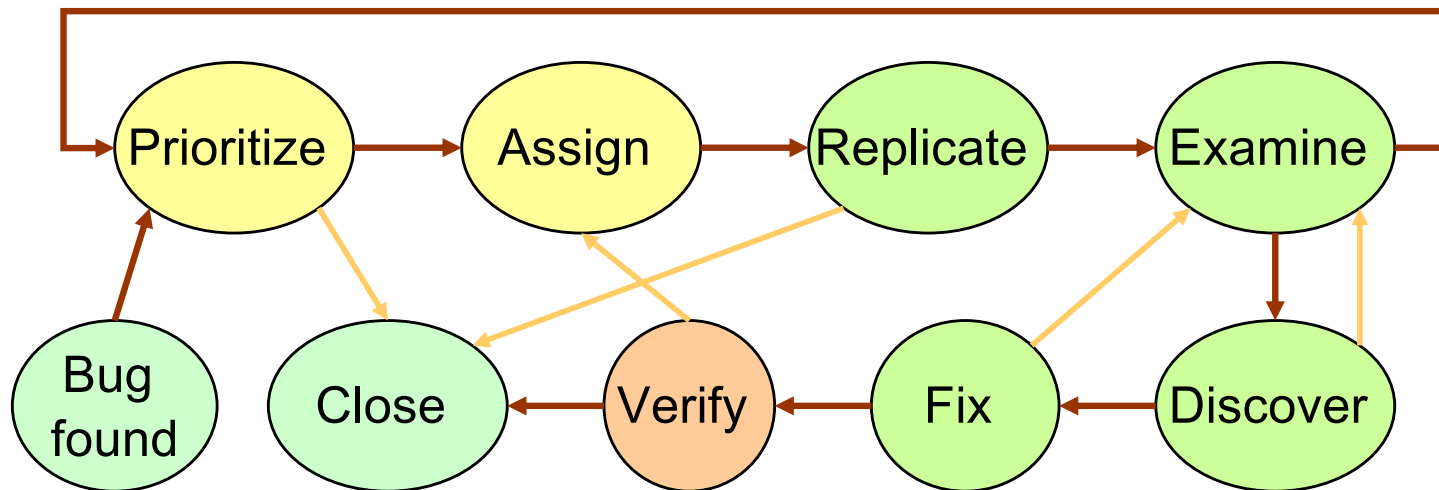 Prioritize
Assign
Replicate
Examine
Bug
found
Close
Verify
Fix
Discover